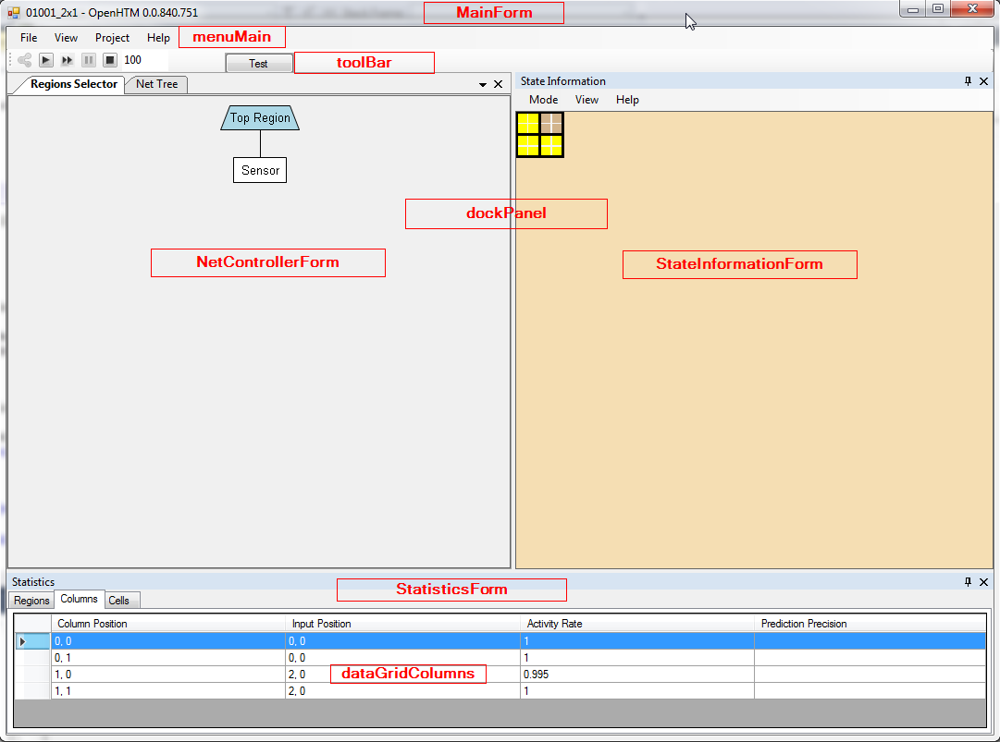 01001_2x1 - OpenHTM 0.0.840.751
MainForm
File View Project Help
menuMain
100
Test
toolBar
Regions Selector
Net Tree
State Information
Mode View Help
Top Region
Sensor
dockPanel
NetControllerForm
StateInformationForm
Statistics
StatisticsForm
Regions Columns Cells
Column Position Input Position Activity Rate Prediction Precision
0, 0 0, 0 1
0, 1 0, 0 1
1, 0 2, 0 0.995
dataGridColumns
1, 1 2, 0 1